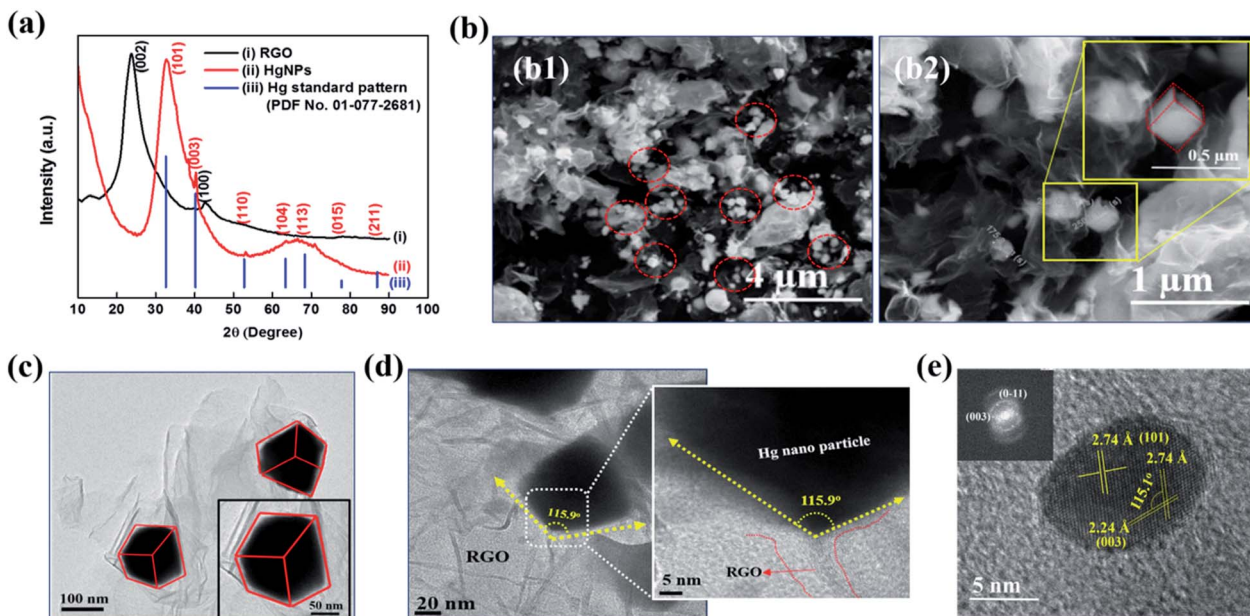 (a)
Intensity (a.u.)
(002)
(101)
(003)
(100)
(110)
(104)
(113)
(015)
(211)
(i) RGO
(ii) HgNPs
(iii) Hg standard pattern
(PDF No. 01-077-2681)
(i)
(ii)
(iii)
10 20 30 40 50 60 70 80 90 100
2θ (Degree)
(b)
(b1)
4 µm
(b2)
0.5 µm
1 µm
(c)
100 nm
50 nm
(d)
115.9°
RGO
20 nm
Hg nano particle
115.9°
RGO
5 nm
(e)
(0-11)
(003)
2.74 Å (101)
2.74 Å
115.1°
2.24 Å
(003)
5 nm